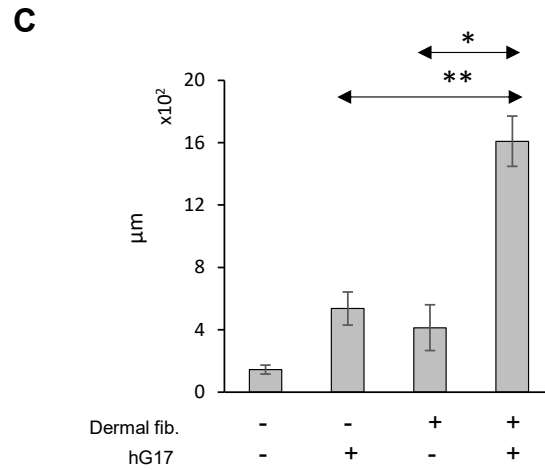 C
*
**
20
x10²
16
12
µm
8
4
0
Dermal fib. - - + +
hG17 - + - +